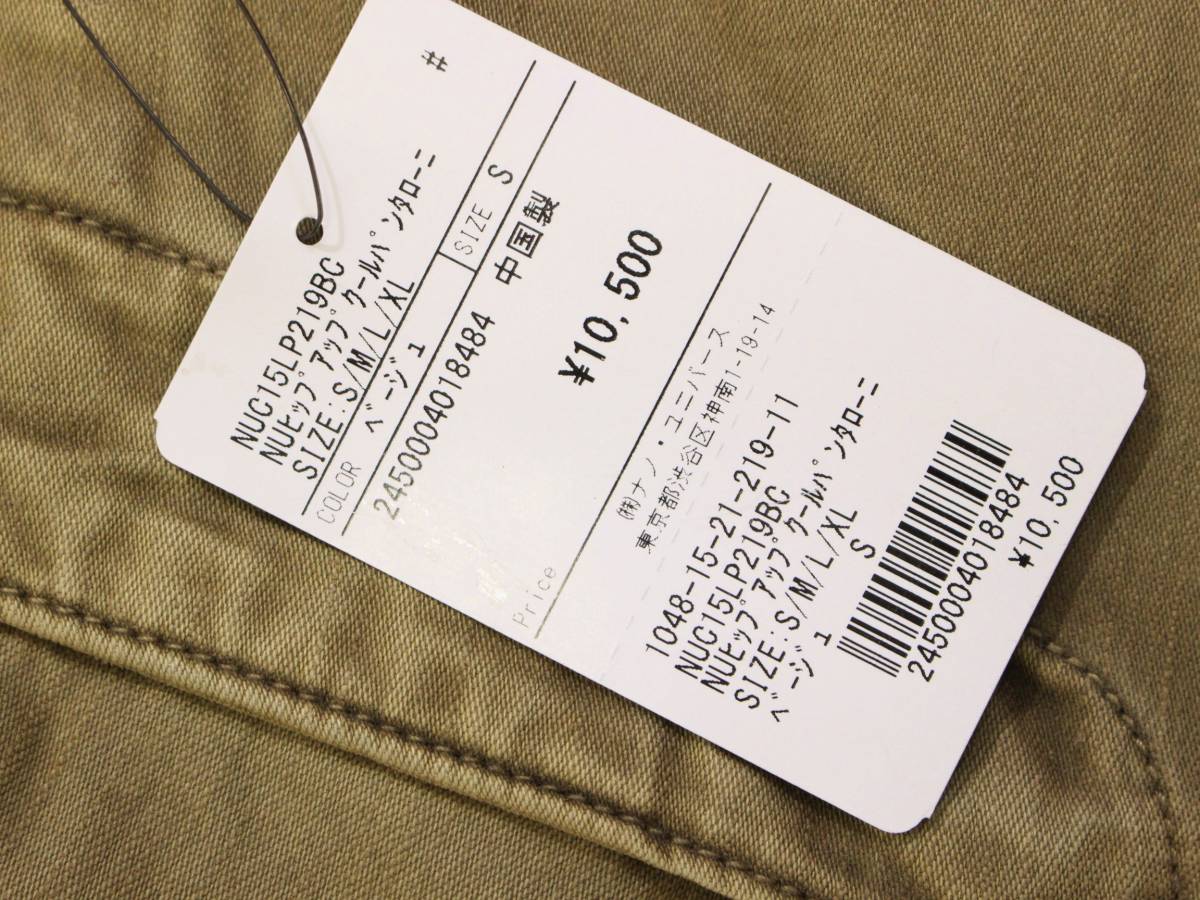 #
NUC15LP219BC
NUヒップアップクールパンタローニ
SIZE:S/M/L/XL
COLOR ベージュ SIZE S
2450004018484 中国製
Price ¥10,500
㈱ナノ・ユニバース
東京都渋谷区神南1-19-14
1048-15-21-219-11
NUC15LP219BC
NUヒップアップクールパンタローニ
SIZE:S/M/L/XL
ベージュ S
2450004018484
¥10,500